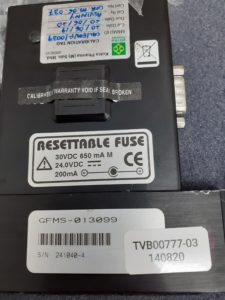 CALIBRATION TAG
CALIBRATION WARRANTY VOID IF SEAL BROKEN
RESETTABLE FUSE
30VDC 650 mA M
24.0VDC
200mA
GFMS-013099
S/N 241040-4
TVB00777-03
140820